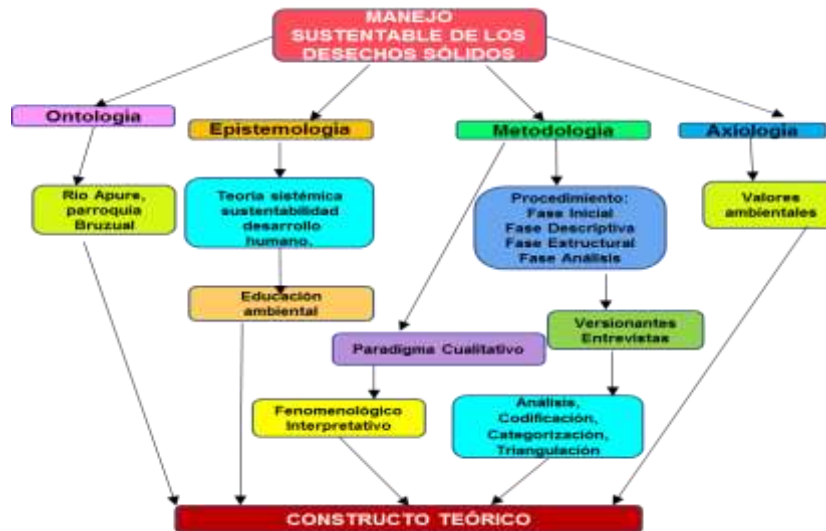 MANEJO
SUSTENTABLE DE LOS
DESECHOS SÓLIDOS
Ontologia
Epistemologia
Metodologia
Axiologia
Rio Apure,
parroquia
Bruzual
Teoría sistémica
sustentabilidad
desarrollo
humano.
Procedimiento:
Fase Inicial
Fase Descriptiva
Fase Estructural
Fase Análisis
Valores
ambientales
Educación
ambiental
Versionantes
Entrevistas
Paradigma Cualitativo
Fenomenológico
Interpretativo
Análisis,
Codificación,
Categorización,
Triangulación
CONSTRUCTO TEÓRICO